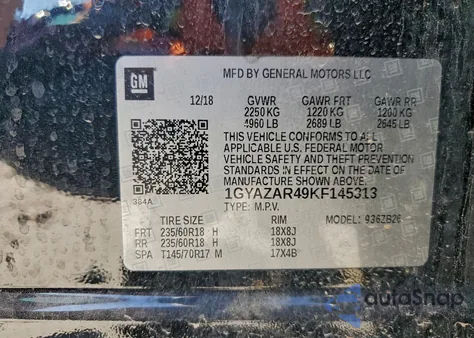 GM
MFD BY GENERAL MOTORS LLC
12/18 GVWR GAWR FRT GAWR RR
2250 KG 1220 KG 1200 KG
4960 LB 2689 LB 2645 LB
THIS VEHICLE CONFORMS TO ALL
APPLICABLE U.S. FEDERAL MOTOR
VEHICLE SAFETY AND THEFT PREVENTION
STANDARDS IN EFFECT ON THE DATE OF
MANUFACTURE SHOWN ABOVE.
1GYAZAR49KF145313
384A
TYPE: M.P.V. MODEL: 936ZB26
TIRE SIZE RIM
FRT 235/60R18 H 18X8J
RR 235/60R18 H 18X8J
SPA T145/70R17 M 17X4B
autoSnap